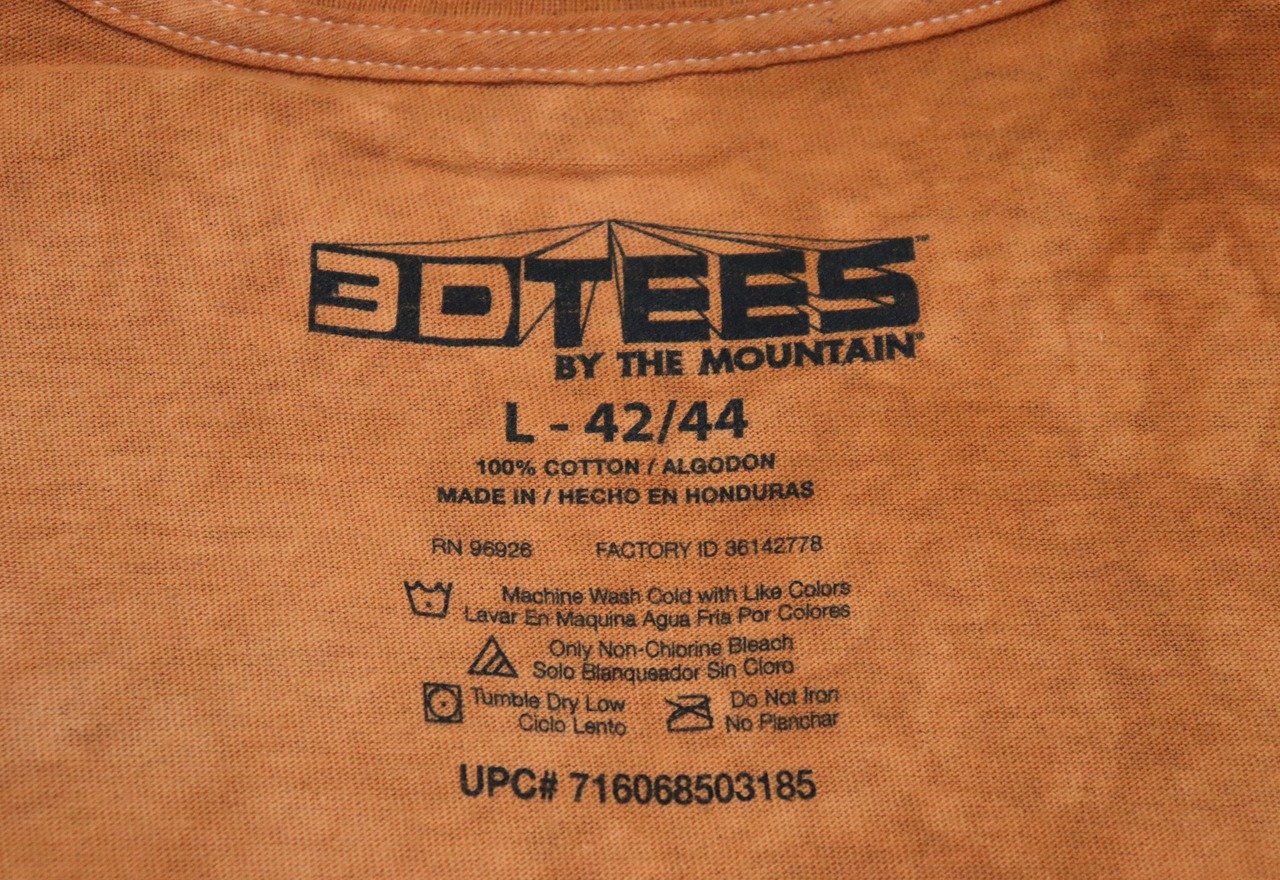 3DTEES™
BY THE MOUNTAIN®
L - 42/44
100% COTTON / ALGODON
MADE IN / HECHO EN HONDURAS
RN 96926 FACTORY ID 36142778
Machine Wash Cold with Like Colors
Lavar En Maquina Agua Fria Por Colores
Only Non-Chlorine Bleach
Solo Blanqueador Sin Cloro
Tumble Dry Low
Ciclo Lento
Do Not Iron
No Planchar
UPC# 716068503185